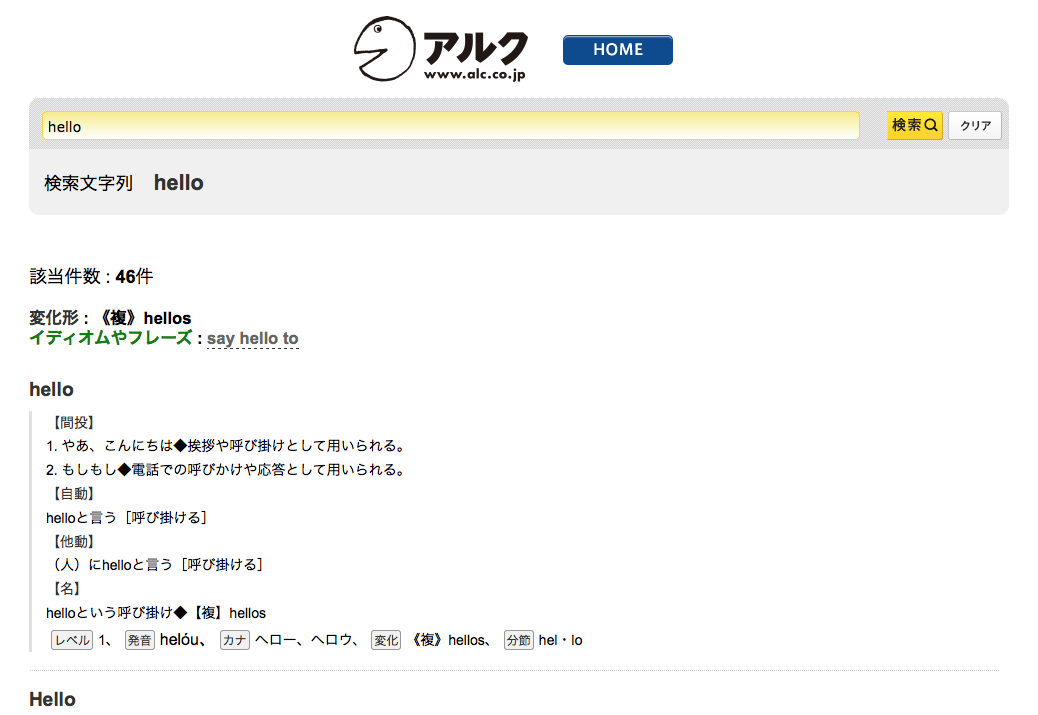 アルク
www.alc.co.jp
HOME
hello
検索
クリア
検索文字列 hello
該当件数 : 46件
変化形 : 《複》hellos
イディオムやフレーズ : say hello to
hello
【間投】
1. やあ、こんにちは◆挨拶や呼び掛けとして用いられる。
2. もしもし◆電話での呼びかけや応答として用いられる。
【自動】
helloと言う［呼び掛ける］
【他動】
（人）にhelloと言う［呼び掛ける］
【名】
helloという呼び掛け◆【複】hellos
レベル 1、 発音 helóu、 カナ ヘロー、ヘロウ、 変化 《複》hellos、 分節 hel・lo
Hello